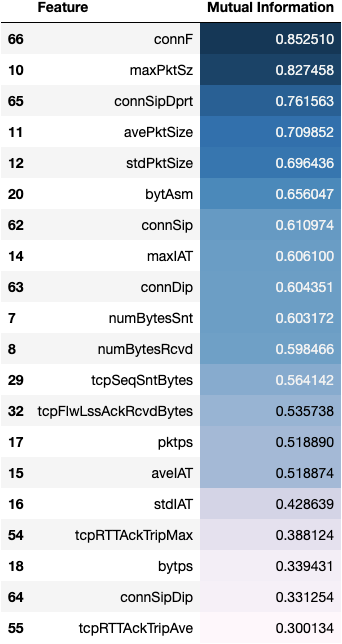 Feature Mutual Information
66 connF 0.852510
10 maxPktSz 0.827458
65 connSipDprt 0.761563
11 avePktSize 0.709852
12 stdPktSize 0.696436
20 bytAsm 0.656047
62 connSip 0.610974
14 maxIAT 0.606100
63 connDip 0.604351
7 numBytesSnt 0.603172
8 numBytesRcvd 0.598466
29 tcpSeqSntBytes 0.564142
32 tcpFlwLssAckRcvdBytes 0.535738
17 pktps 0.518890
15 aveIAT 0.518874
16 stdIAT 0.428639
54 tcpRTTAckTripMax 0.388124
18 bytps 0.339431
64 connSipDip 0.331254
55 tcpRTTAckTripAve 0.300134